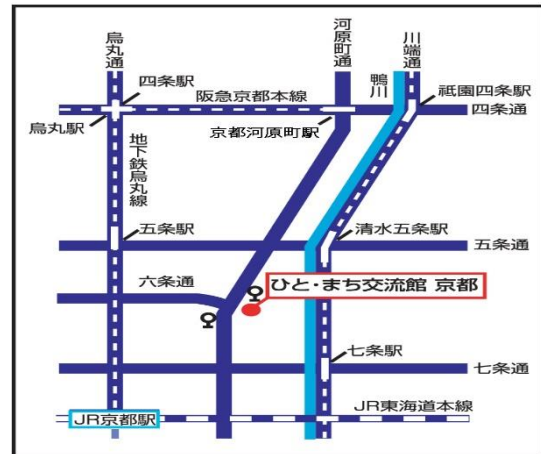 烏丸通
河原町通
川端通
鴨川
四条駅
阪急京都本線
祇園四条駅
四条通
烏丸駅
京都河原町駅
地下鉄烏丸線
五条駅
清水五条駅
五条通
六条通
ひと・まち交流館 京都
七条駅
七条通
JR京都駅
JR東海道本線